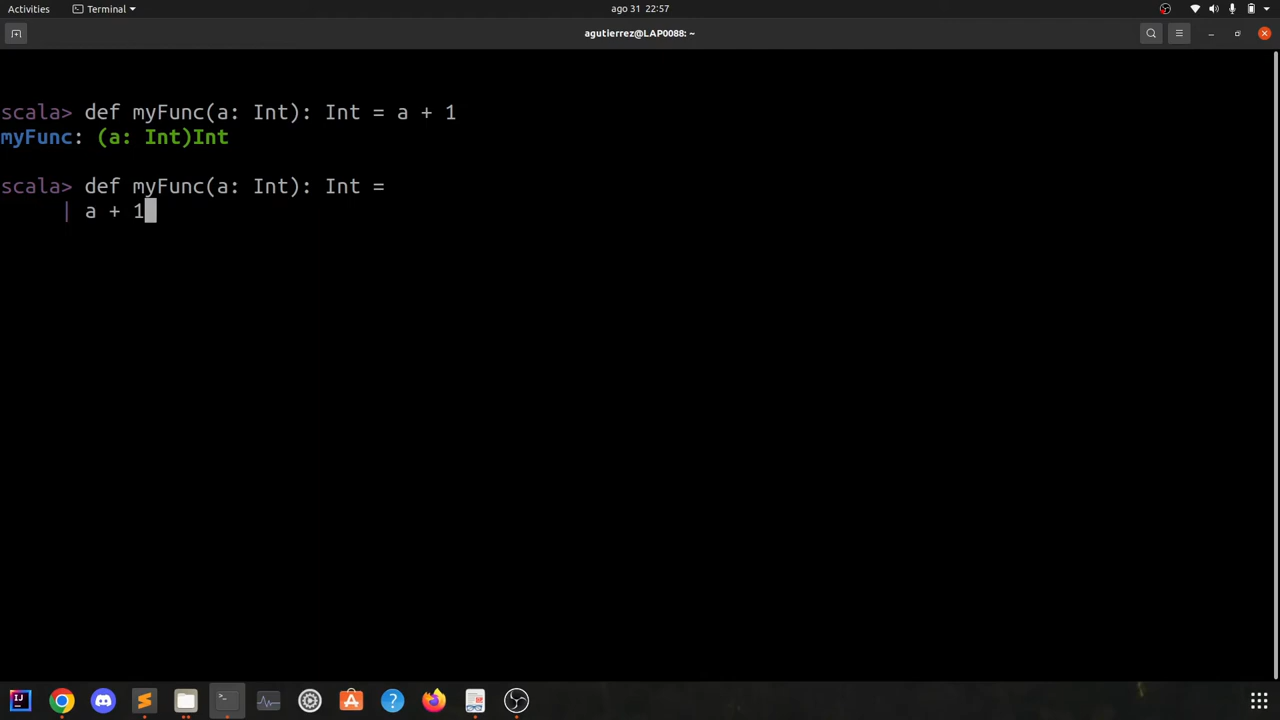 Activities Terminal ago 31 22:57
agutierrez@LAP0088: ~
scala> def myFunc(a: Int): Int = a + 1
myFunc: (a: Int)Int
scala> def myFunc(a: Int): Int =
| a + 1